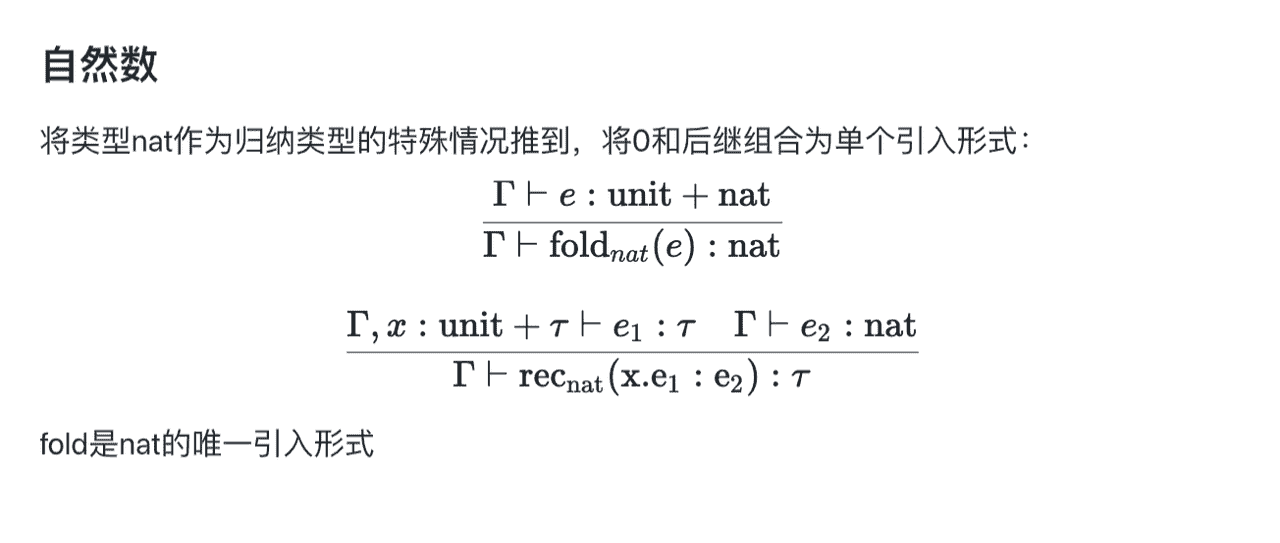 自然数
将类型nat作为归纳类型的特殊情况推到，将0和后继组合为单个引入形式：
Γ ⊢ e : unit + nat
Γ ⊢ fold_nat(e) : nat
Γ, x : unit + τ ⊢ e₁ : τ Γ ⊢ e₂ : nat
Γ ⊢ rec_nat(x.e₁ : e₂) : τ
fold是nat的唯一引入形式